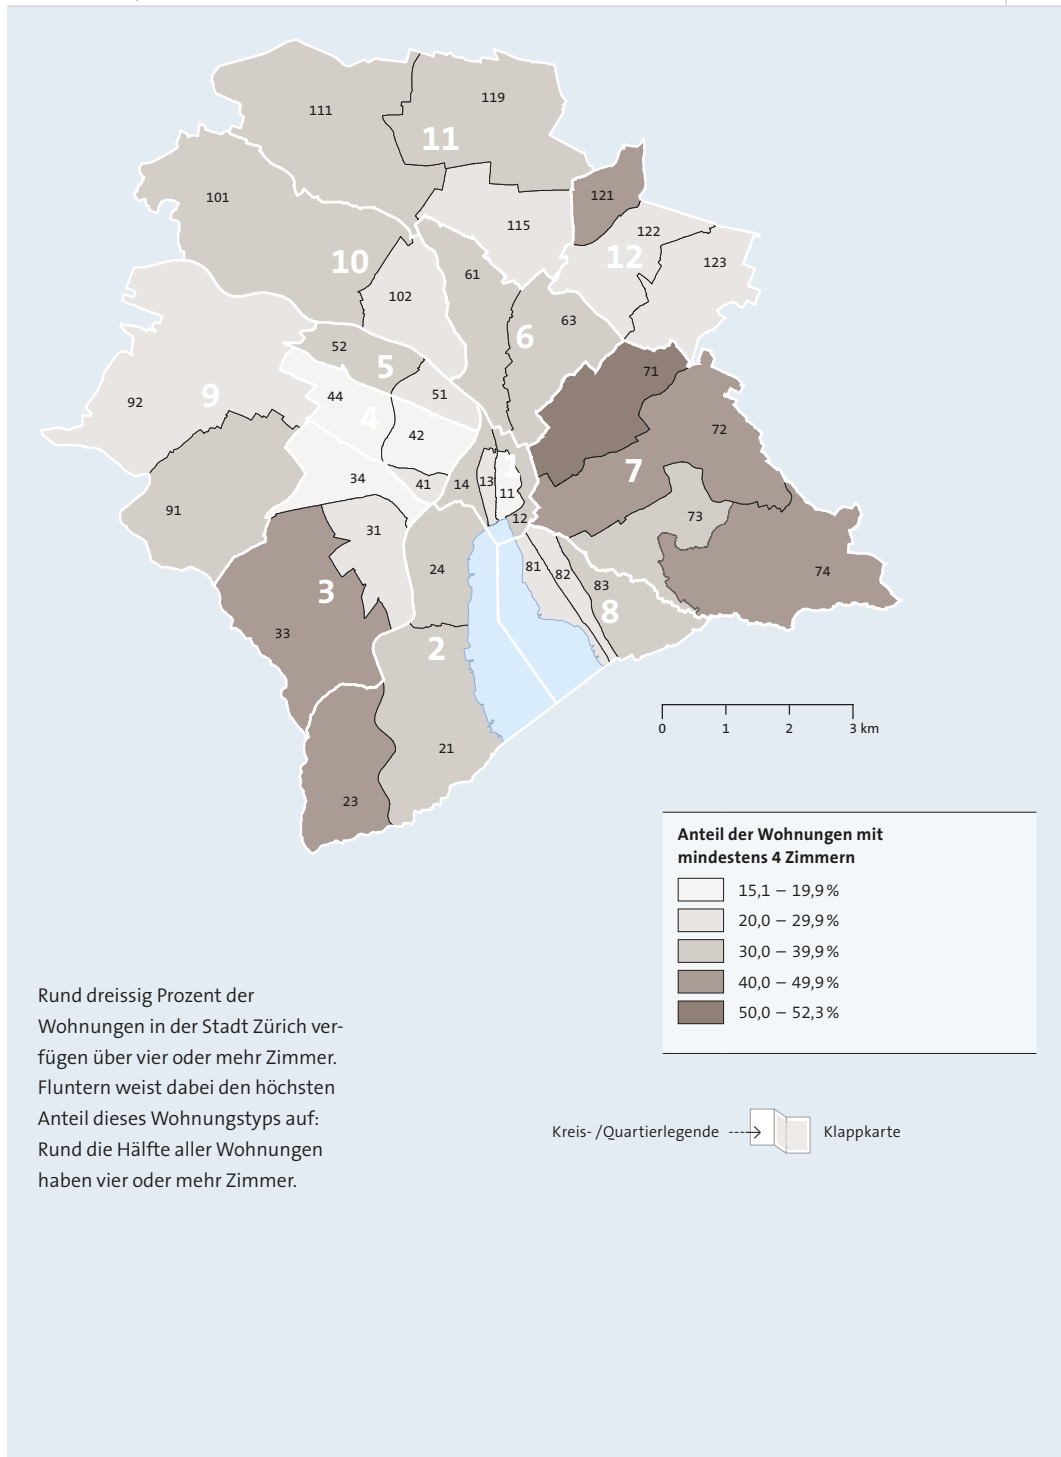 111
119
11
101
121
115
122
12
123
10
61
102
63
6
52
5
71
51
9
44
92
4
42
72
7
1
34
41
14
13
11
91
12
73
31
24
81
82
74
83
3
8
33
2
21
23
0
1
2
3 km
Anteil der Wohnungen mit
mindestens 4 Zimmern
15,1 – 19,9 %
20,0 – 29,9 %
30,0 – 39,9 %
40,0 – 49,9 %
50,0 – 52,3 %
Rund dreissig Prozent der
Wohnungen in der Stadt Zürich ver-
fügen über vier oder mehr Zimmer.
Fluntern weist dabei den höchsten
Anteil dieses Wohnungstyps auf:
Rund die Hälfte aller Wohnungen
haben vier oder mehr Zimmer.
Kreis- /Quartierlegende
Klappkarte